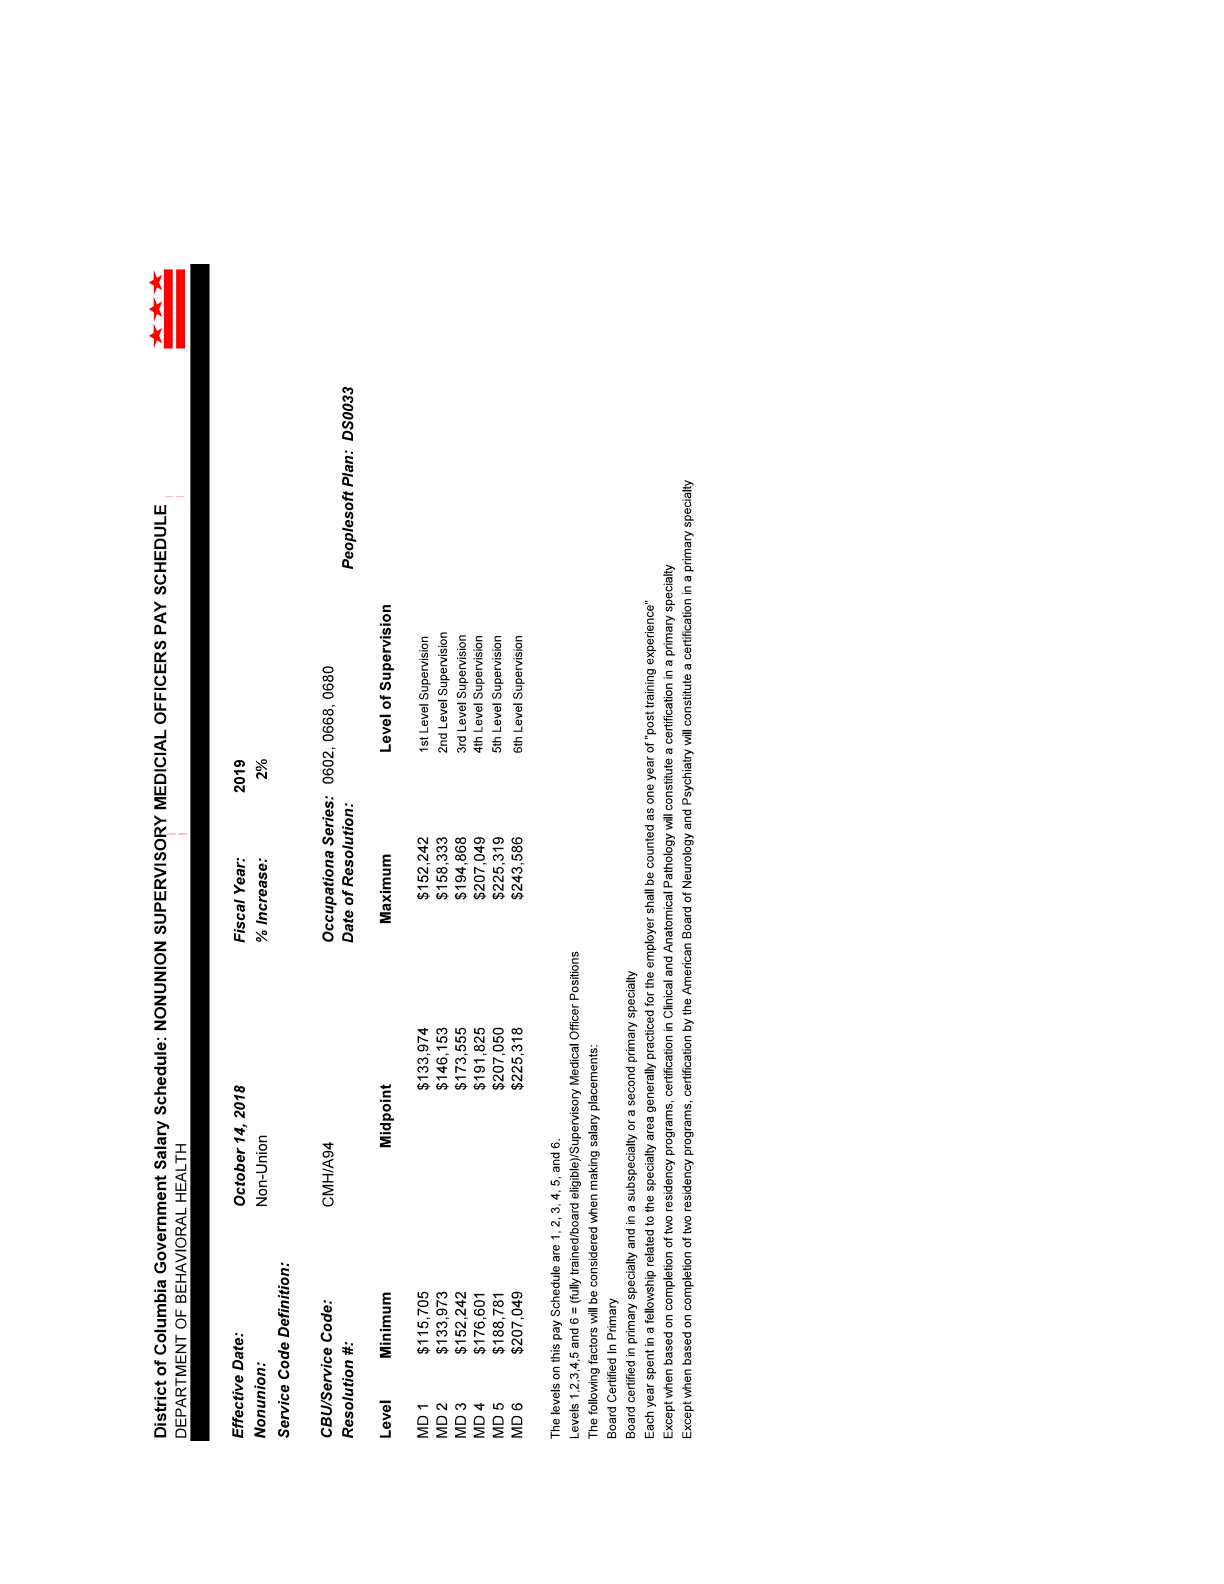 District of Columbia Government Salary Schedule: NONUNION SUPERVISORY MEDICIAL OFFICERS PAY SCHEDULE
DEPARTMENT OF BEHAVIORAL HEALTH
Effective Date: October 14, 2018 Fiscal Year: 2019
Nonunion: Non-Union % Increase: 2%
Service Code Definition:
CBU/Service Code: CMH/A94 Occupationa Series: 0602, 0668, 0680
Resolution #: Date of Resolution: Peoplesoft Plan: DS0033
Level Minimum Midpoint Maximum Level of Supervision
MD 1 $115,705 $133,974 $152,242 1st Level Supervision
MD 2 $133,973 $146,153 $158,333 2nd Level Supervision
MD 3 $152,242 $173,555 $194,868 3rd Level Supervision
MD 4 $176,601 $191,825 $207,049 4th Level Supervision
MD 5 $188,781 $207,050 $225,319 5th Level Supervision
MD 6 $207,049 $225,318 $243,586 6th Level Supervision
The levels on this pay Schedule are 1, 2, 3, 4, 5, and 6.
Levels 1,2,3,4,5 and 6 = (fully trained/board eligible)/Supervisory Medical Officer Positions
The following factors will be considered when making salary placements:
Board Certified In Primary
Board certified in primary specialty and in a subspecialty or a second primary specialty
Each year spent in a fellowship related to the specialty area generally practiced for the employer shall be counted as one year of "post training experience"
Except when based on completion of two residency programs, certification in Clinical and Anatomical Pathology will constitute a certification in a primary specialty
Except when based on completion of two residency programs, certification by the American Board of Neurology and Psychiatry will constitute a certification in a primary specialty